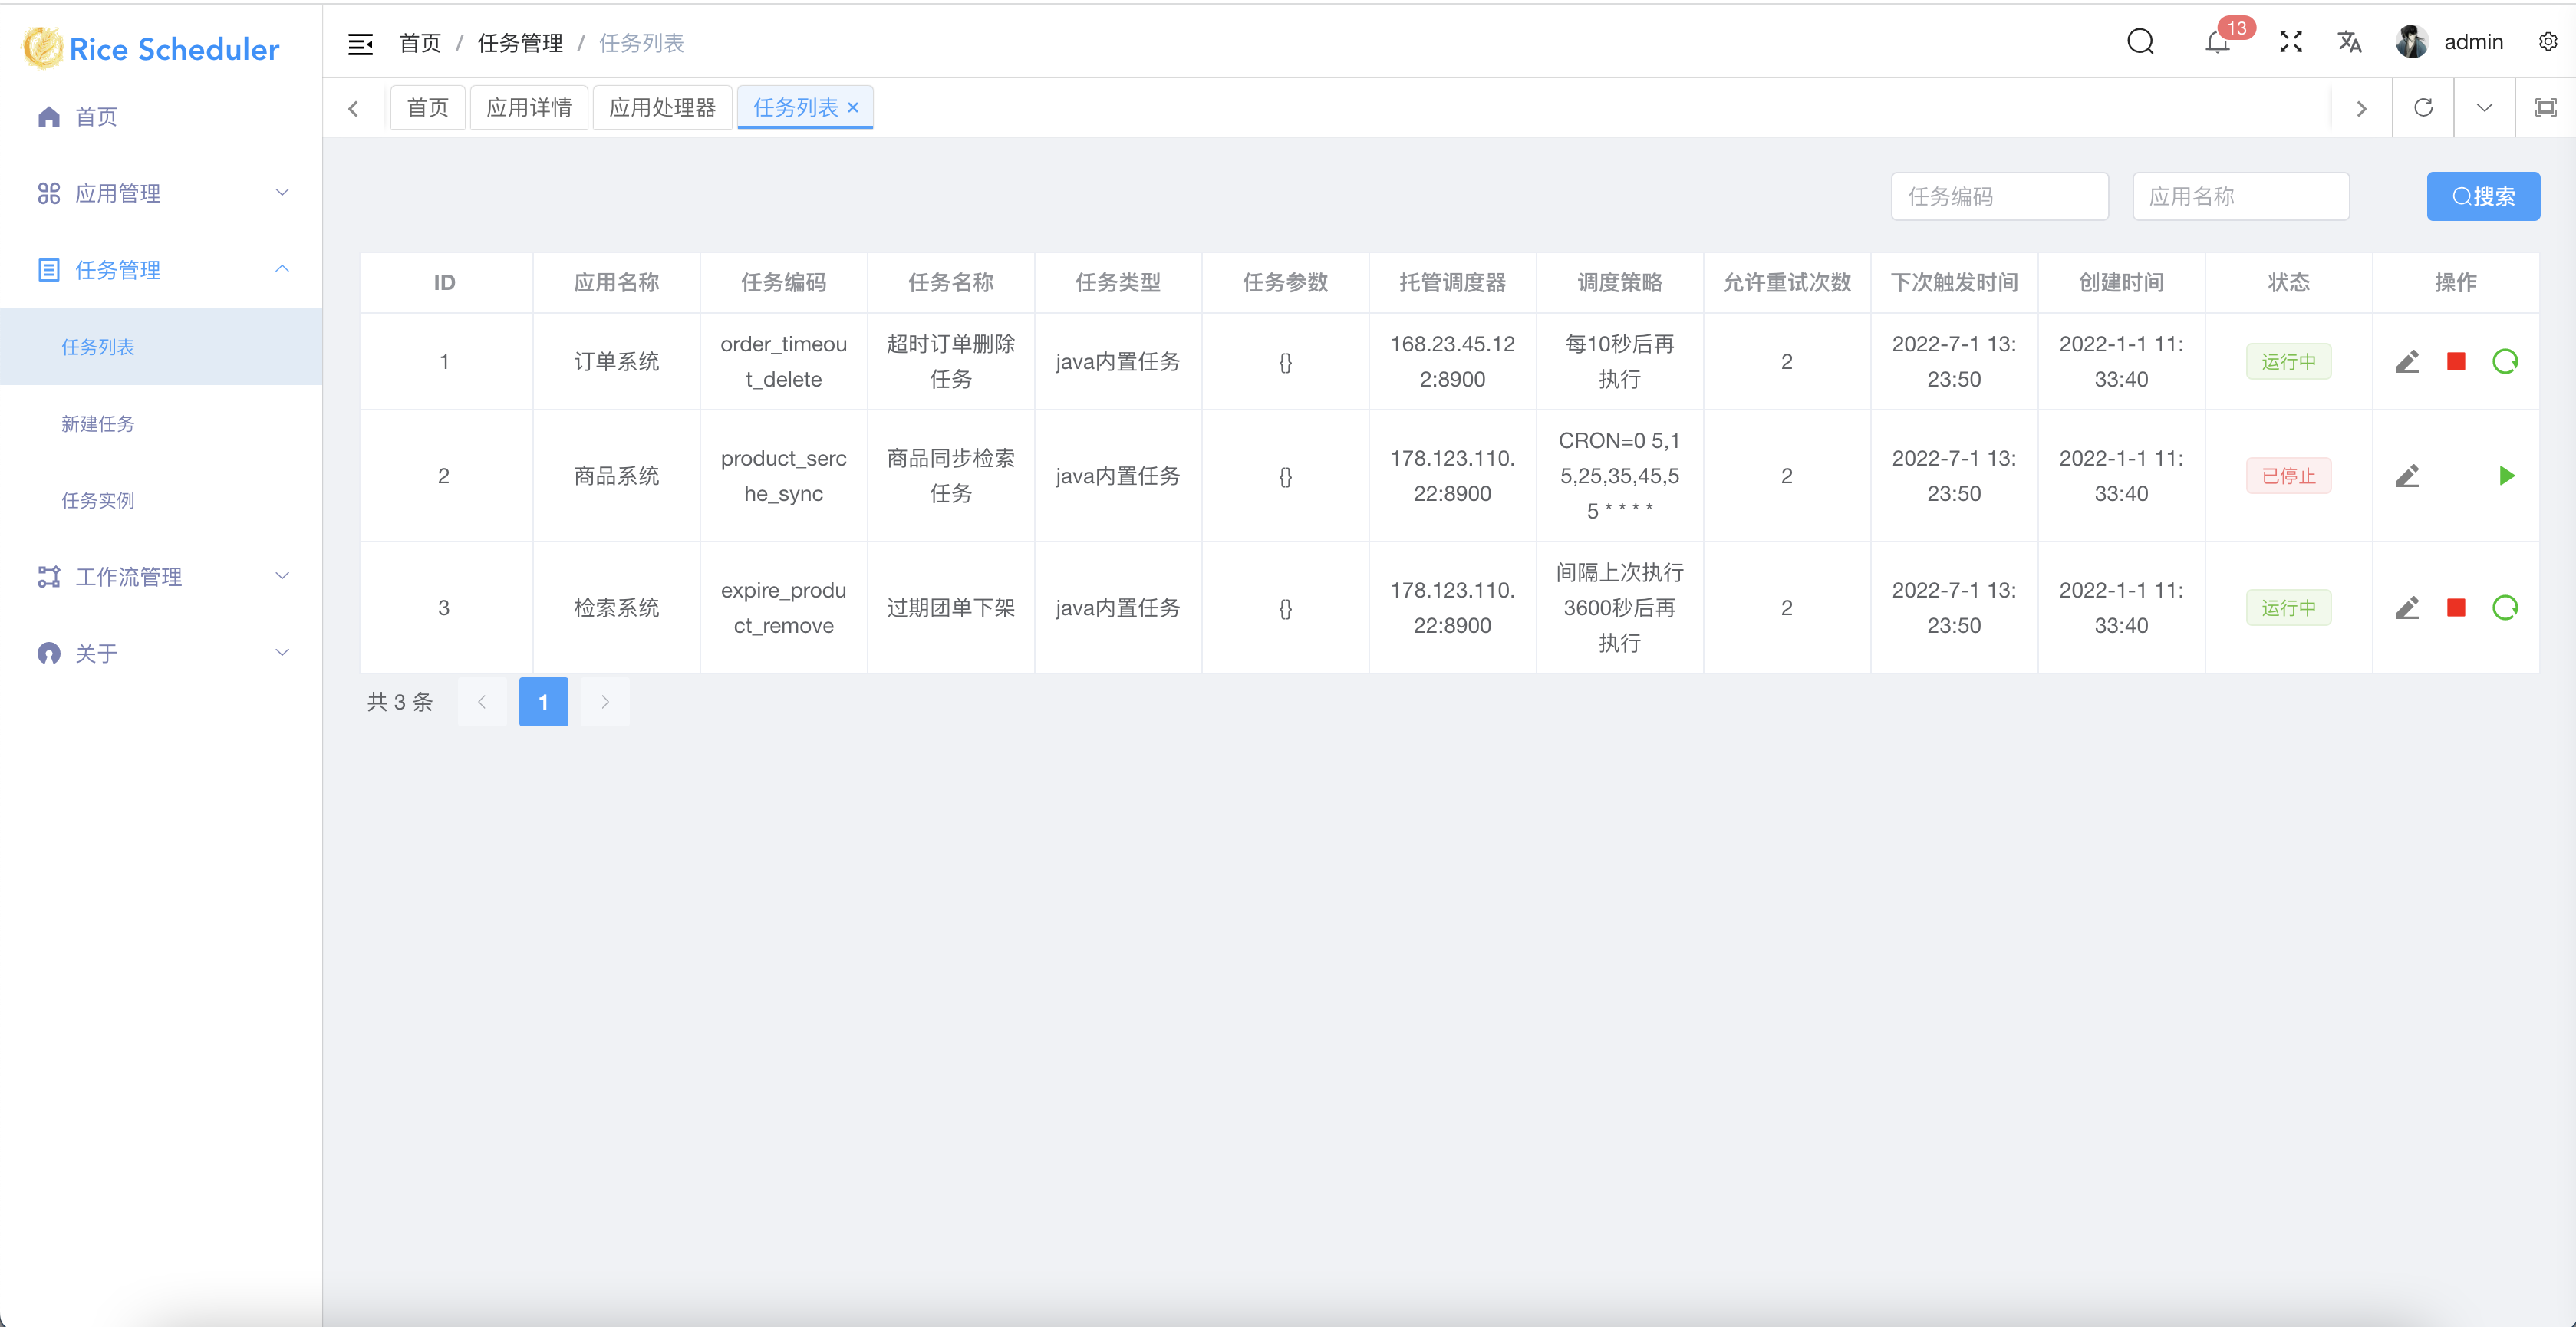 Rice Scheduler
首页 / 任务管理 / 任务列表
13
admin
首页
应用管理
任务管理
任务列表
新建任务
任务实例
工作流管理
关于
首页
应用详情
应用处理器
任务列表 ×
任务编码
应用名称
搜索
ID 应用名称 任务编码 任务名称 任务类型 任务参数 托管调度器 调度策略 允许重试次数 下次触发时间 创建时间 状态 操作
1
订单系统
order_timeou
t_delete
超时订单删除
任务
java内置任务
{}
168.23.45.12
2:8900
每10秒后再
执行
2
2022-7-1 13:
23:50
2022-1-1 11:
33:40
运行中
2
商品系统
product_serc
he_sync
商品同步检索
任务
java内置任务
{}
178.123.110.
22:8900
CRON=0 5,1
5,25,35,45,5
5 * * * *
2
2022-7-1 13:
23:50
2022-1-1 11:
33:40
已停止
3
检索系统
expire_produ
ct_remove
过期团单下架
java内置任务
{}
178.123.110.
22:8900
间隔上次执行
3600秒后再
执行
2
2022-7-1 13:
23:50
2022-1-1 11:
33:40
运行中
共 3 条
1